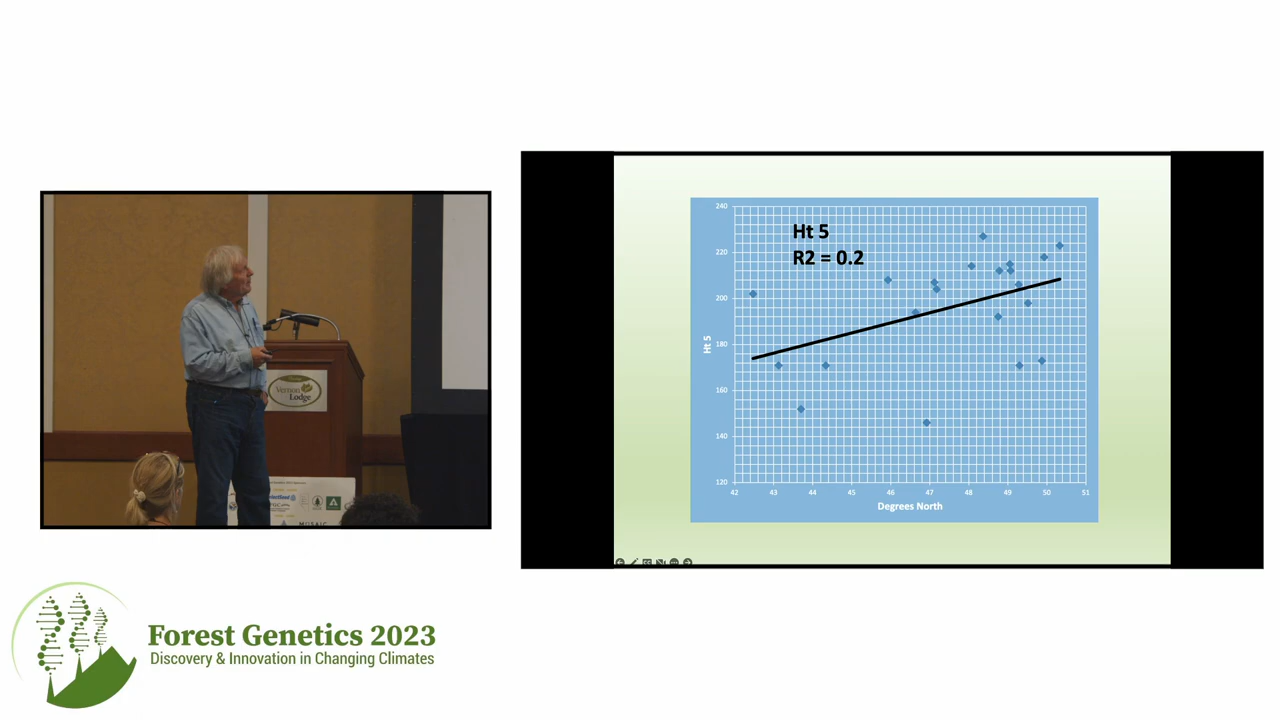 Ht 5
R2 = 0.2
240
220
200
180
160
140
120
Ht 5
42
43
44
45
46
47
48
49
50
51
Degrees North
Vernon
Lodge
MOSAIC
Forest Genetics 2023
Discovery & Innovation in Changing Climates